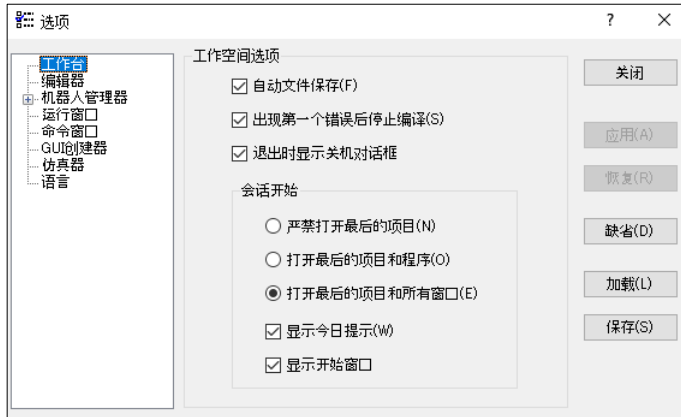 选项
?
工作台
编辑器
机器人管理器
运行窗口
命令窗口
GUI创建器
仿真器
语言
工作空间选项
自动文件保存(F)
出现第一个错误后停止编译(S)
退出时显示关机对话框
会话开始
严禁打开最后的项目(N)
打开最后的项目和程序(O)
打开最后的项目和所有窗口(E)
显示今日提示(W)
显示开始窗口
关闭
应用(A)
恢复(R)
缺省(D)
加载(L)
保存(S)